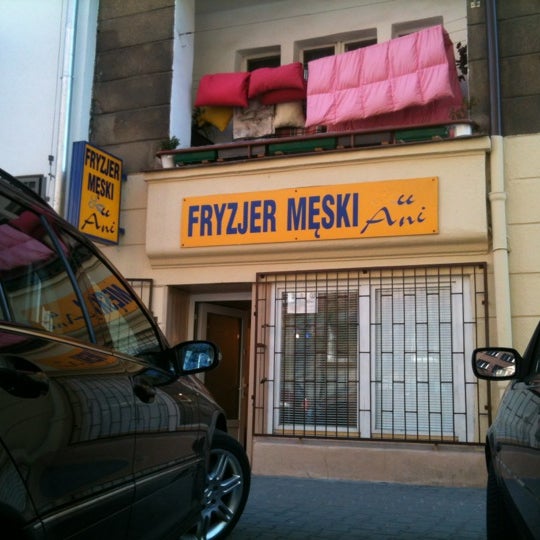 FRYZJER
MĘSKI
u
Ani
FRYZJER MĘSKI u
Ani